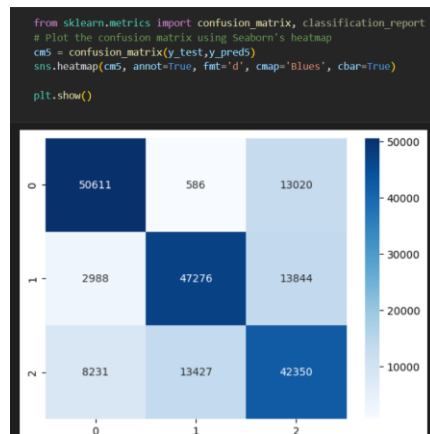 from sklearn.metrics import confusion_matrix, classification_report
# Plot the confusion matrix using Seaborn's heatmap
cm5 = confusion_matrix(y_test,y_pred5)
sns.heatmap(cm5, annot=True, fmt='d', cmap='Blues', cbar=True)
plt.show()
50000
0 50611 586 13020
40000
30000
1 2988 47276 13844
20000
2 8231 13427 42350
10000
0 1 2